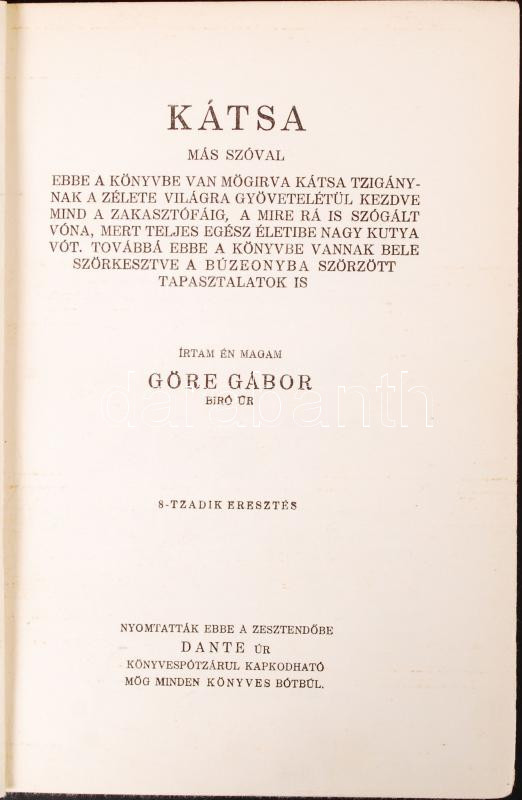 KÁTSA
MÁS SZÓVAL
EBBE A KÖNYVBE VAN MÖGIRVA KÁTSA TZIGÁNY-
NAK A ZÉLETE VILÁGRA GYÖVETELÉTÜL KEZDVE
MIND A ZAKASZTÓFÁIG, A MIRE RÁ IS SZÓGÁLT
VÓNA, MERT TELJES EGÉSZ ÉLETIBE NAGY KUTYA
VÓT. TOVÁBBÁ EBBE A KÖNYVBE VANNAK BELE
SZÖRKESZTVE A BÚZEONYBA SZÖRZÖTT
TAPASZTALATOK IS
ÍRTAM ÉN MAGAM
GÖRE GÁBOR
BIRÓ ÚR
darabanth
8-TZADIK ERESZTÉS
NYOMTATTÁK EBBE A ZESZTENDŐBE
DANTE ÚR
KÖNYVESPÓTZÁRUL KAPKODHATÓ
MÖG MINDEN KÖNYVES BÓTBÚL.